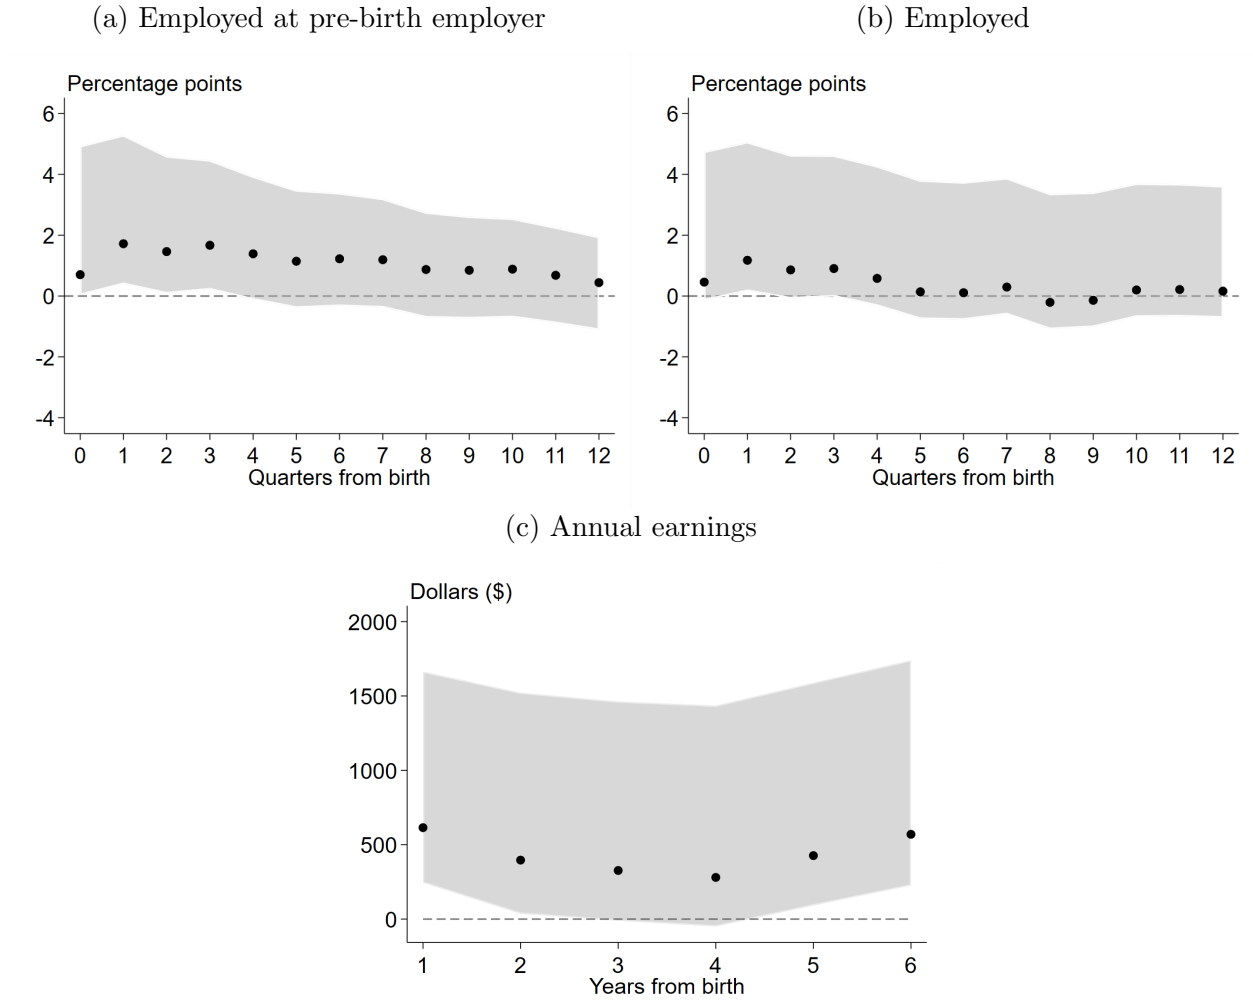 (a) Employed at pre-birth employer
Percentage points
6
4
2
0
-2
-4
0 1 2 3 4 5 6 7 8 9 10 11 12
Quarters from birth
(b) Employed
Percentage points
6
4
2
0
-2
-4
0 1 2 3 4 5 6 7 8 9 10 11 12
Quarters from birth
(c) Annual earnings
Dollars ($)
2000
1500
1000
500
0
1 2 3 4 5 6
Years from birth